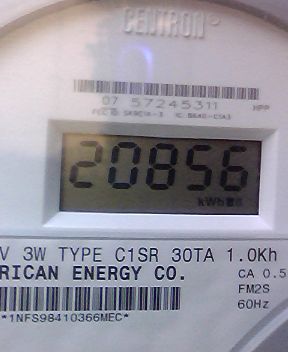 CENTRON
07 57245311 HPP
20856
kWh
V 3W TYPE C1SR 30TA 1.0Kh
RICAN ENERGY CO.
CA 0.5
FM2S
60Hz
*1NFS98410366MEC*